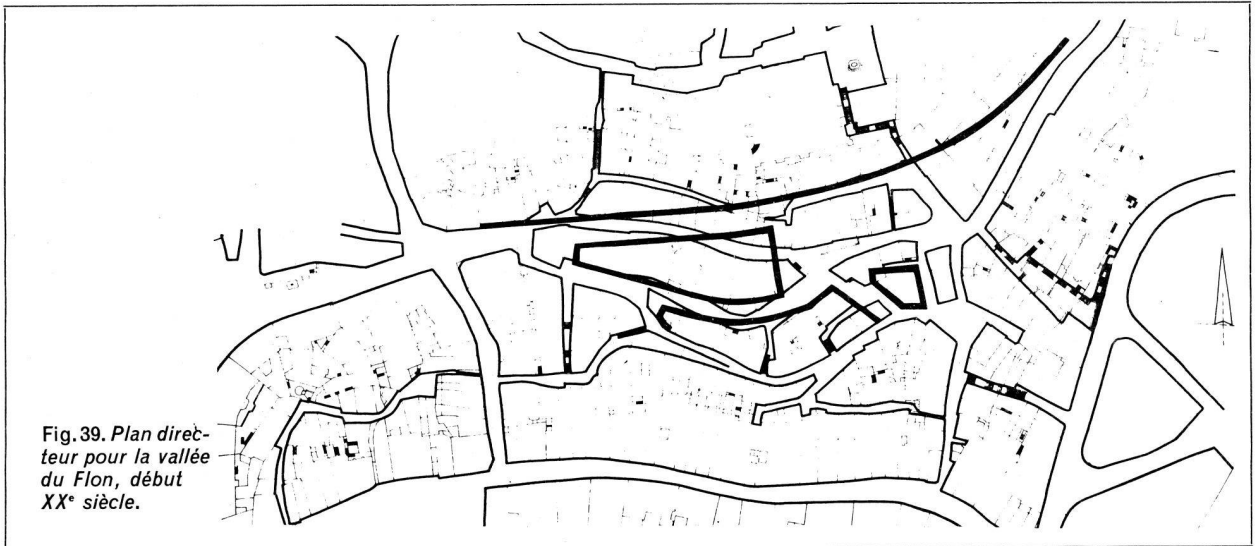 Fig. 39. Plan direc-
teur pour la vallée
du Flon, début
XXᵉ siècle.